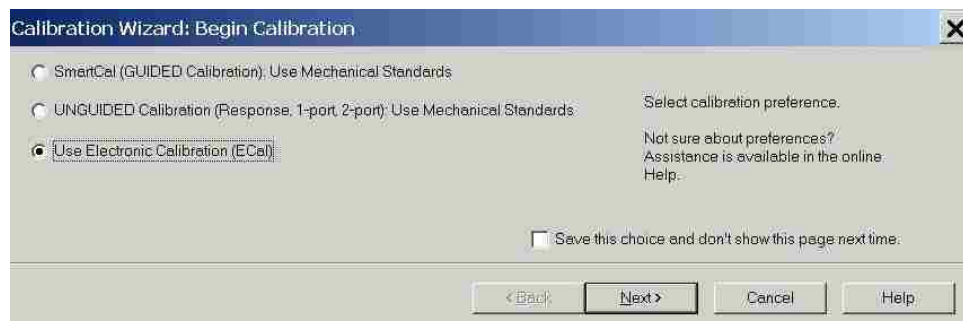 Calibration Wizard: Begin Calibration
SmartCal (GUIDED Calibration): Use Mechanical Standards
UNGUIDED Calibration (Response, 1-port, 2-port): Use Mechanical Standards
Use Electronic Calibration (ECal)
Select calibration preference.
Not sure about preferences?
Assistance is available in the online
Help.
Save this choice and don't show this page next time.
< Back
Next >
Cancel
Help